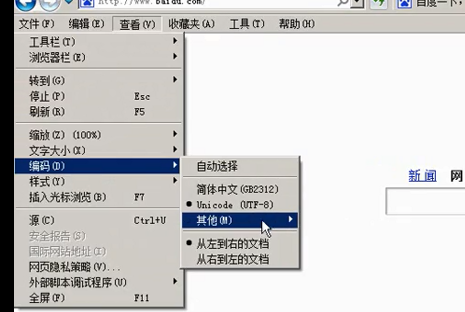 http://www.baidu.com/
百度一下,
文件(F) 编辑(E) 查看(V) 收藏夹(A) 工具(T) 帮助(H)
工具栏(T)
浏览器栏(E)
转到(G)
停止(P) Esc
刷新(R) F5
缩放(Z) (100%)
文字大小(X)
编码(D)
样式(Y)
插入光标浏览(B) F7
源(C) Ctrl+U
安全报告(S)
国际网站地址(I)
网页隐私策略(V)...
外部脚本调试程序(U)
全屏(F) F11
自动选择
简体中文(GB2312)
Unicode (UTF-8)
其他(M)
从左到右的文档
从右到左的文档
新闻 网